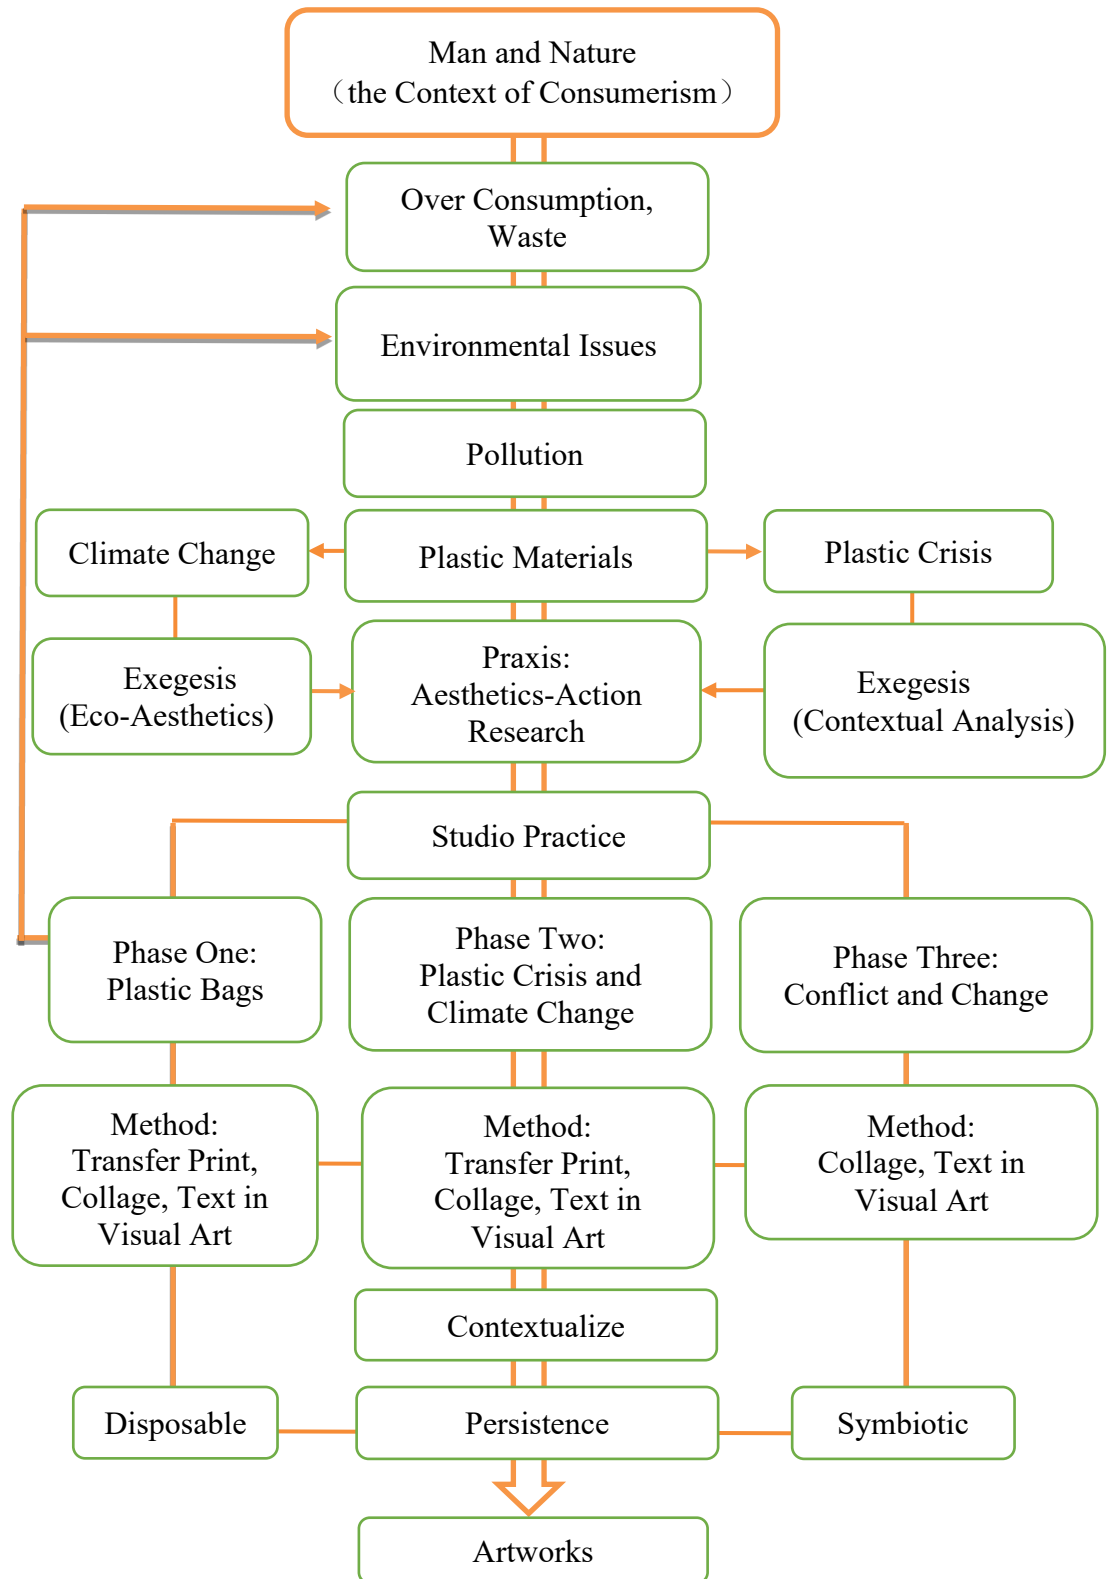 Man and Nature
（the Context of Consumerism）
Over Consumption,
Waste
Environmental Issues
Pollution
Climate Change
Plastic Materials
Plastic Crisis
Exegesis
(Eco-Aesthetics)
Praxis:
Aesthetics-Action
Research
Exegesis
(Contextual Analysis)
Studio Practice
Phase One:
Plastic Bags
Phase Two:
Plastic Crisis and
Climate Change
Phase Three:
Conflict and Change
Method:
Transfer Print,
Collage, Text in
Visual Art
Method:
Transfer Print,
Collage, Text in
Visual Art
Method:
Collage, Text in
Visual Art
Contextualize
Disposable
Persistence
Symbiotic
Artworks